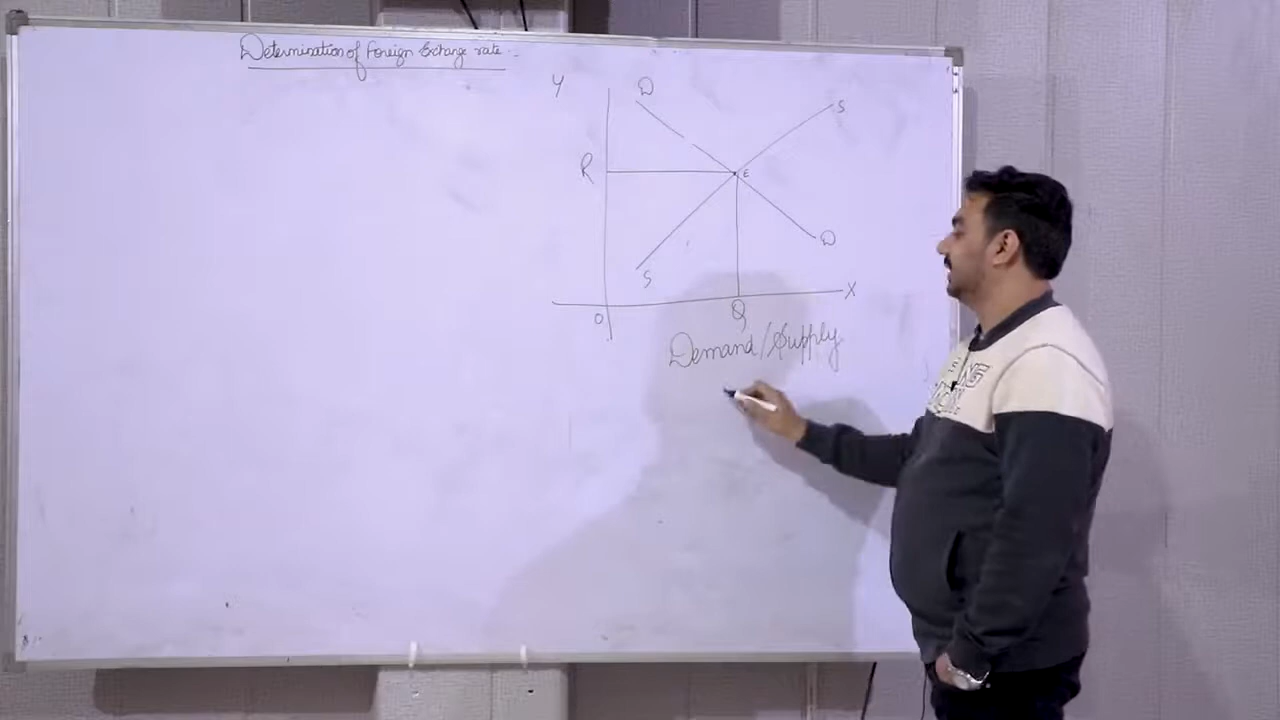 Determination of Foreign Exchange rate :-
Y
D
S
R
E
D
S
X
O
Q
Demand/Supply